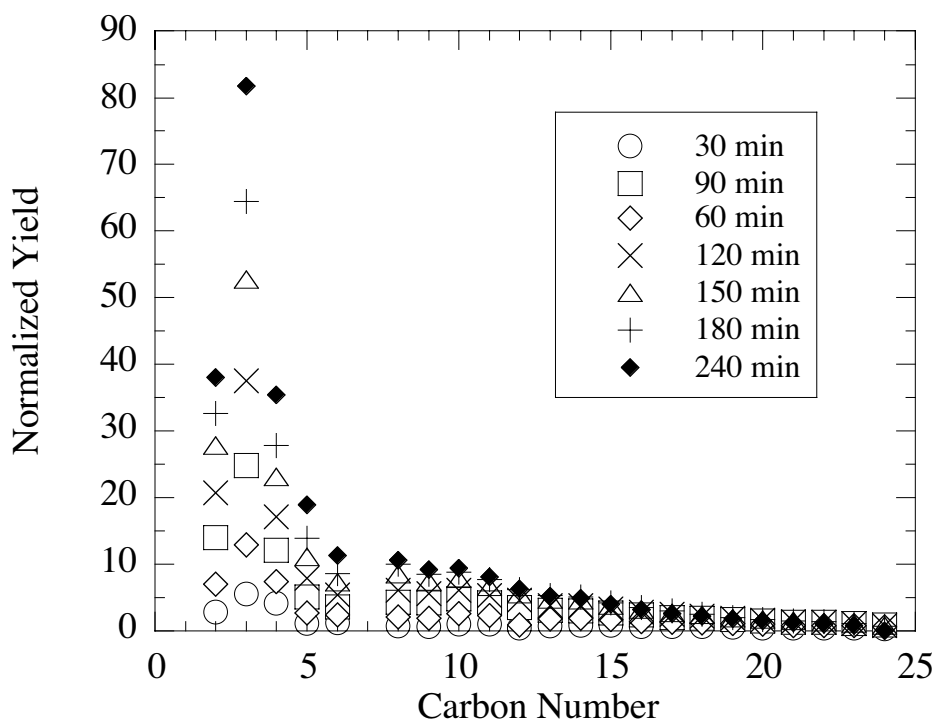 Normalized Yield
90
80
70
60
50
40
30
20
10
0
0 5 10 15 20 25
Carbon Number
30 min
90 min
60 min
120 min
150 min
180 min
240 min